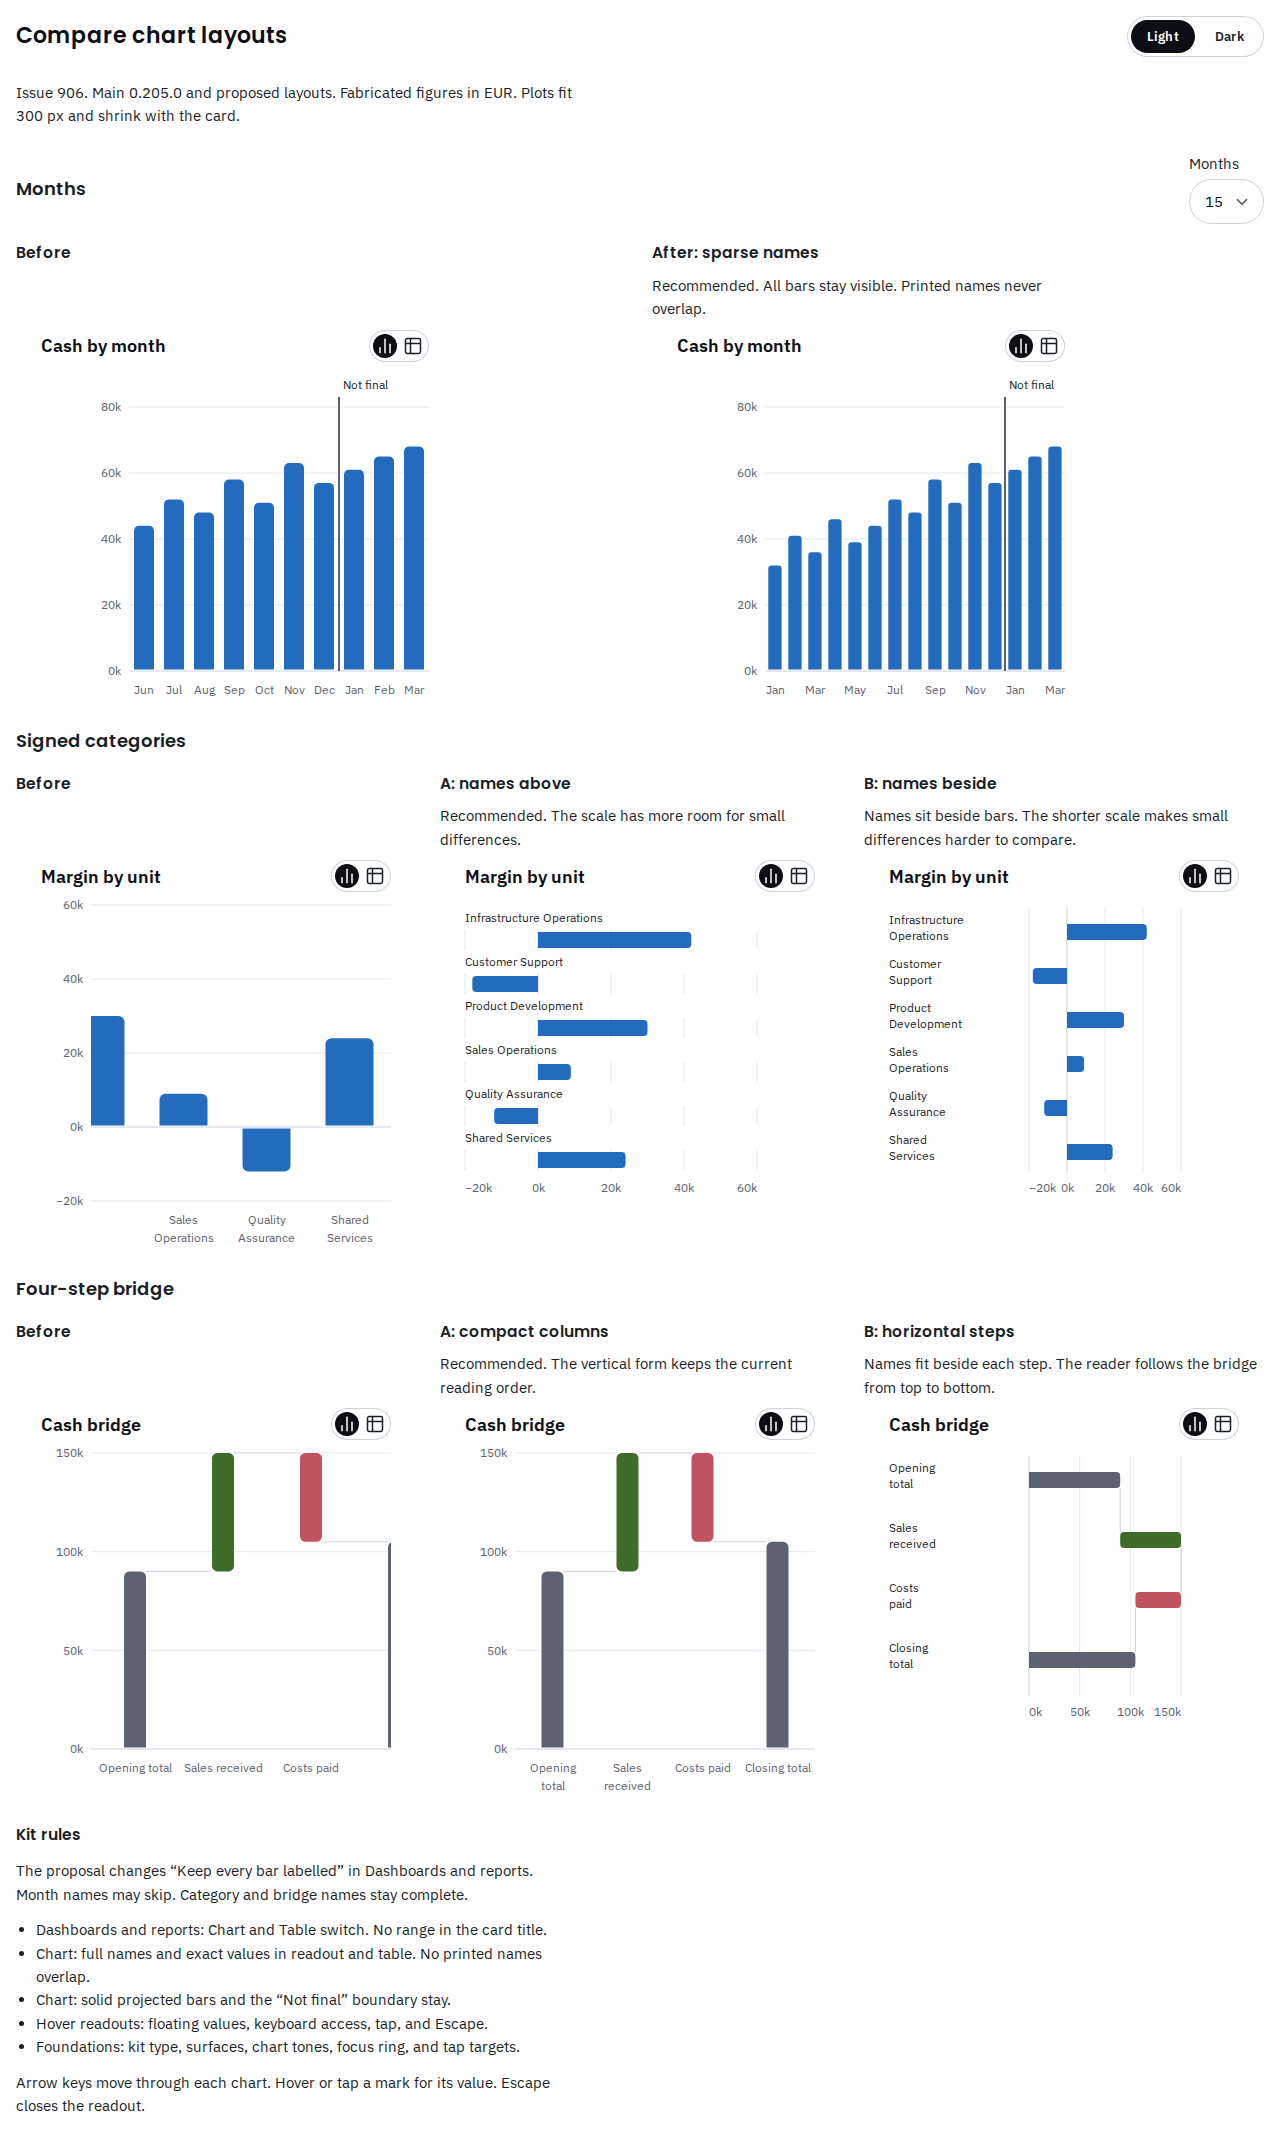 Compare chart layouts
Light Dark
Issue 906. Main 0.205.0 and proposed layouts. Fabricated figures in EUR. Plots fit
300 px and shrink with the card.
Months
Months
15
Before
After: sparse names
Recommended. All bars stay visible. Printed names never
overlap.
Cash by month
Not final
80k
60k
40k
20k
0k
Jun Jul Aug Sep Oct Nov Dec Jan Feb Mar
Cash by month
Not final
80k
60k
40k
20k
0k
Jan Mar May Jul Sep Nov Jan Mar
Signed categories
Before
A: names above
Recommended. The scale has more room for small
differences.
B: names beside
Names sit beside bars. The shorter scale makes small
differences harder to compare.
Margin by unit
60k
40k
20k
0k
−20k
Sales Quality Shared
Operations Assurance Services
Margin by unit
Infrastructure Operations
Customer Support
Product Development
Sales Operations
Quality Assurance
Shared Services
−20k 0k 20k 40k 60k
Margin by unit
Infrastructure
Operations
Customer
Support
Product
Development
Sales
Operations
Quality
Assurance
Shared
Services
−20k 0k 20k 40k 60k
Four-step bridge
Before
A: compact columns
Recommended. The vertical form keeps the current
reading order.
B: horizontal steps
Names fit beside each step. The reader follows the bridge
from top to bottom.
Cash bridge
150k
100k
50k
0k
Opening total Sales received Costs paid
Cash bridge
150k
100k
50k
0k
Opening Sales Costs paid Closing total
total received
Cash bridge
Opening
total
Sales
received
Costs
paid
Closing
total
0k 50k 100k 150k
Kit rules
The proposal changes “Keep every bar labelled” in Dashboards and reports.
Month names may skip. Category and bridge names stay complete.
• Dashboards and reports: Chart and Table switch. No range in the card title.
• Chart: full names and exact values in readout and table. No printed names
overlap.
• Chart: solid projected bars and the “Not final” boundary stay.
• Hover readouts: floating values, keyboard access, tap, and Escape.
• Foundations: kit type, surfaces, chart tones, focus ring, and tap targets.
Arrow keys move through each chart. Hover or tap a mark for its value. Escape
closes the readout.